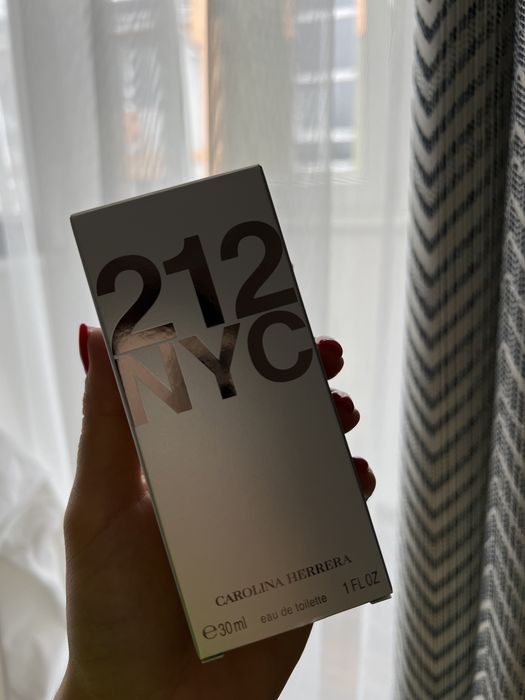 212
NYC
CAROLINA HERRERA
℮30ml eau de toilette 1 FL OZ